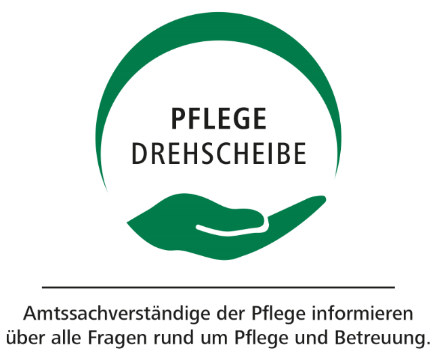 PFLEGE
DREHSCHEIBE
Amtssachverständige der Pflege informieren
über alle Fragen rund um Pflege und Betreuung.